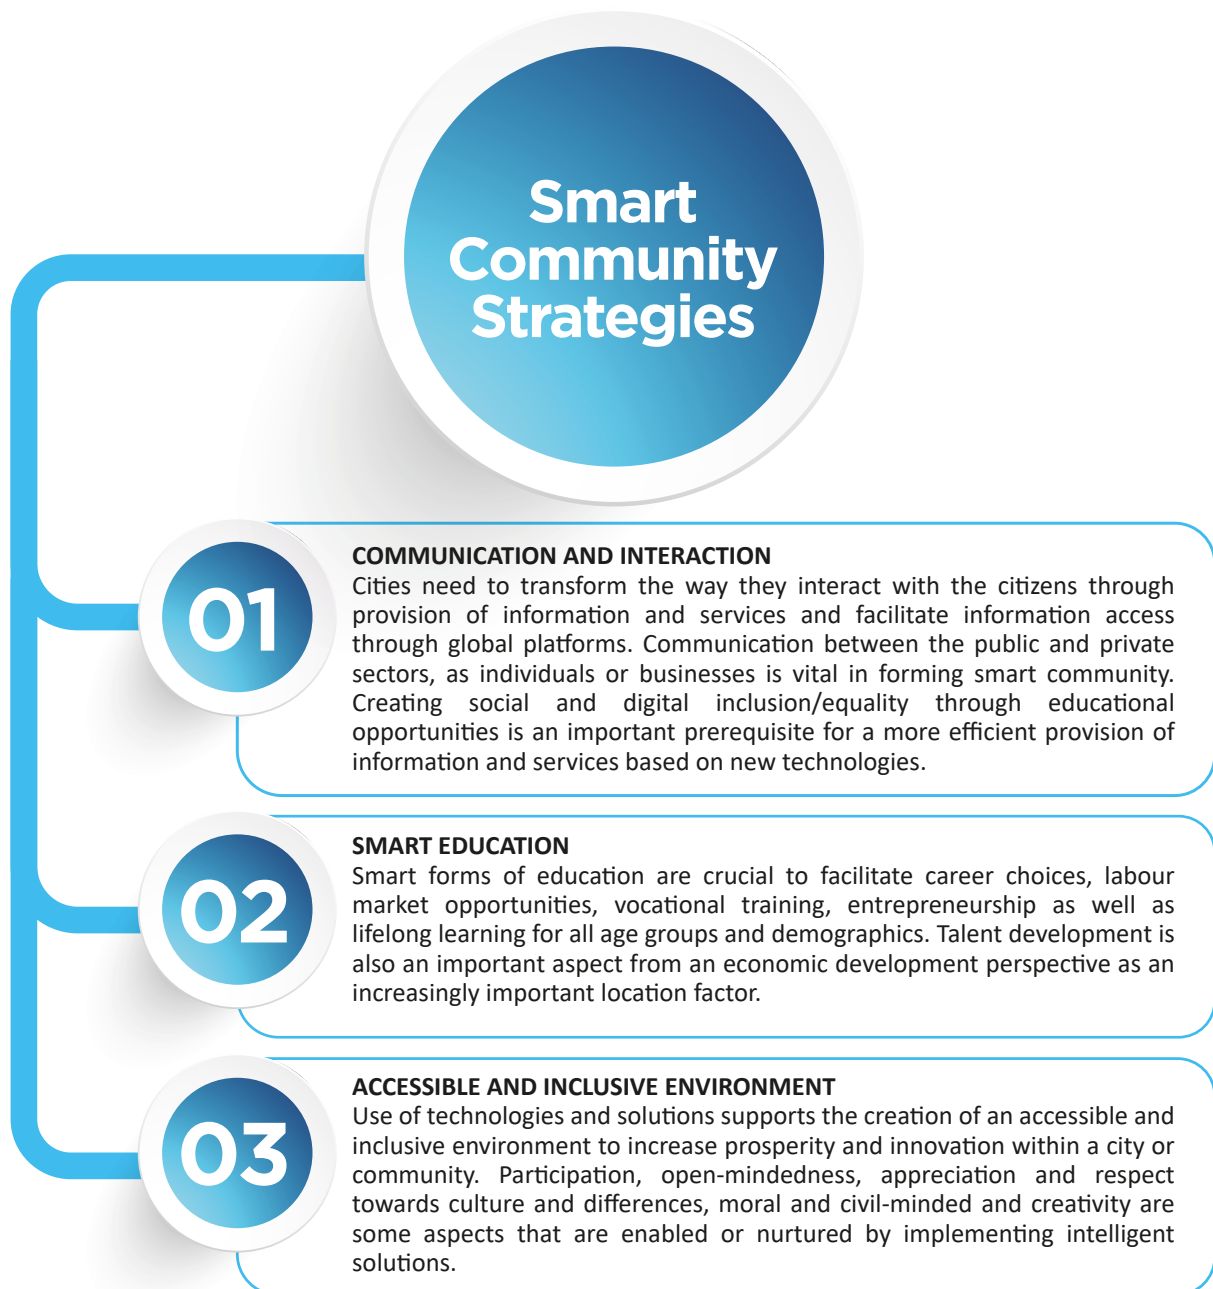 Smart
Community
Strategies
01
COMMUNICATION AND INTERACTION
Cities need to transform the way they interact with the citizens through
provision of information and services and facilitate information access
through global platforms. Communication between the public and private
sectors, as individuals or businesses is vital in forming smart community.
Creating social and digital inclusion/equality through educational
opportunities is an important prerequisite for a more efficient provision of
information and services based on new technologies.
02
SMART EDUCATION
Smart forms of education are crucial to facilitate career choices, labour
market opportunities, vocational training, entrepreneurship as well as
lifelong learning for all age groups and demographics. Talent development is
also an important aspect from an economic development perspective as an
increasingly important location factor.
03
ACCESSIBLE AND INCLUSIVE ENVIRONMENT
Use of technologies and solutions supports the creation of an accessible and
inclusive environment to increase prosperity and innovation within a city or
community. Participation, open-mindedness, appreciation and respect
towards culture and differences, moral and civil-minded and creativity are
some aspects that are enabled or nurtured by implementing intelligent
solutions.